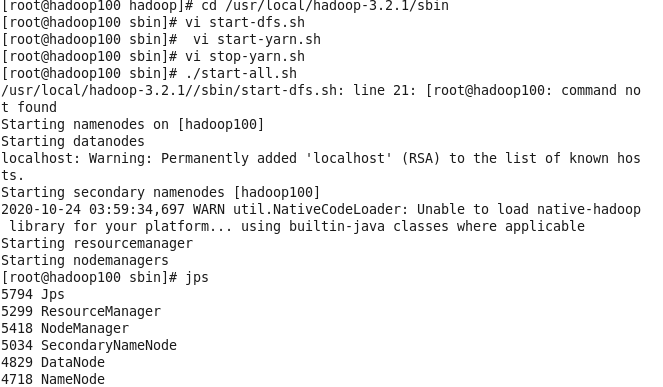 [root@hadoop100 hadoop]# cd /usr/local/hadoop-3.2.1/sbin
[root@hadoop100 sbin]# vi start-dfs.sh
[root@hadoop100 sbin]#  vi start-yarn.sh
[root@hadoop100 sbin]# vi stop-yarn.sh
[root@hadoop100 sbin]# ./start-all.sh
/usr/local/hadoop-3.2.1//sbin/start-dfs.sh: line 21: [root@hadoop100: command no
t found
Starting namenodes on [hadoop100]
Starting datanodes
localhost: Warning: Permanently added 'localhost' (RSA) to the list of known hos
ts.
Starting secondary namenodes [hadoop100]
2020-10-24 03:59:34,697 WARN util.NativeCodeLoader: Unable to load native-hadoop
 library for your platform... using builtin-java classes where applicable
Starting resourcemanager
Starting nodemanagers
[root@hadoop100 sbin]# jps
5794 Jps
5299 ResourceManager
5418 NodeManager
5034 SecondaryNameNode
4829 DataNode
4718 NameNode